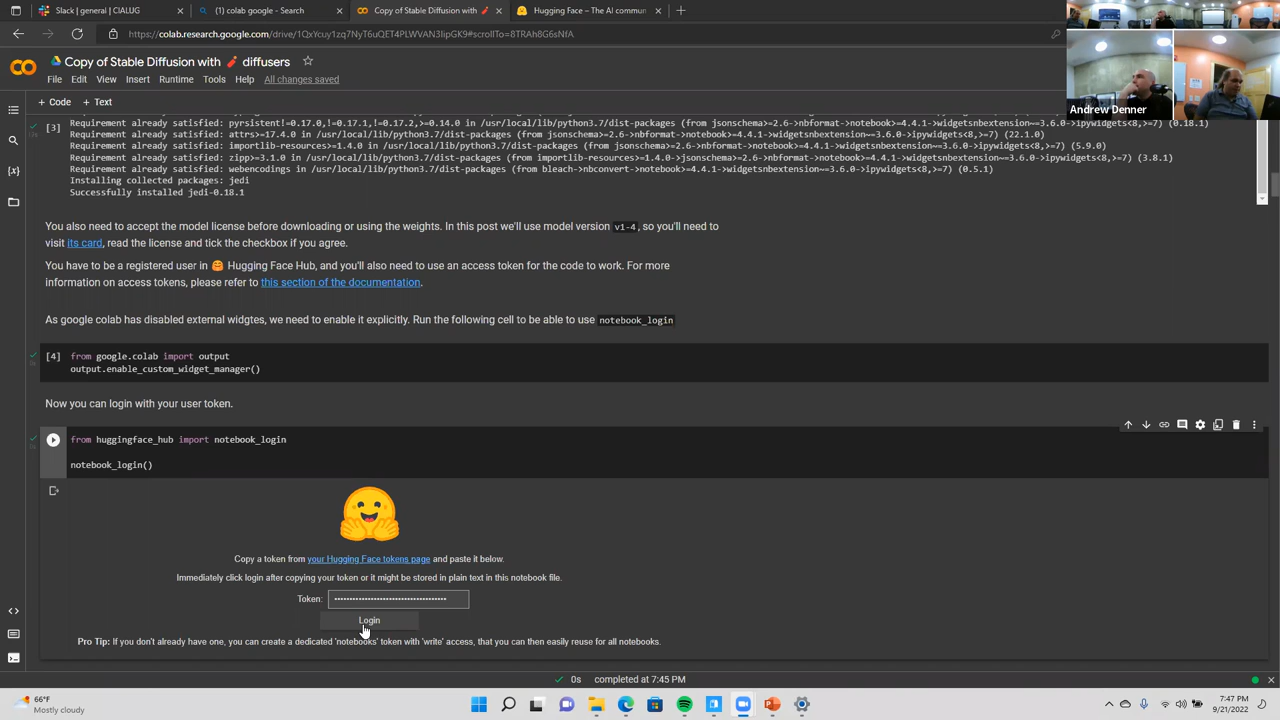 Slack | general | CIALUG
(1) colab google - Search
Copy of Stable Diffusion with
Hugging Face – The AI commu
Copy of Stable Diffusion with 🧨 diffusers
File Edit View Insert Runtime Tools Help All changes saved
+ Code + Text
[3]
Requirement already satisfied: attrs>=17.4.0 in /usr/local/lib/python3.7/dist-packages (from jsonschema>=2.6->nbformat->notebook>=4.4.1->widgetsnbextension~=3.6.0->ipywidgets<8,>=7) (22.1.0)
Requirement already satisfied: importlib-resources>=1.4.0 in /usr/local/lib/python3.7/dist-packages (from jsonschema>=2.6->nbformat->notebook>=4.4.1->widgetsnbextension~=3.6.0->ipywidgets<8,>=7) (5.9.0)
Requirement already satisfied: zipp>=3.1.0 in /usr/local/lib/python3.7/dist-packages (from importlib-resources>=1.4.0->jsonschema>=2.6->nbformat->notebook>=4.4.1->widgetsnbextension~=3.6.0->ipywidgets<8,>=7) (3.8.1)
Requirement already satisfied: webencodings in /usr/local/lib/python3.7/dist-packages (from bleach->nbconvert->notebook>=4.4.1->widgetsnbextension~=3.6.0->ipywidgets<8,>=7) (0.5.1)
Installing collected packages: jedi
Successfully installed jedi-0.18.1
Andrew Denner
You also need to accept the model license before downloading or using the weights. In this post we'll use model version v1-4, so you'll need to
visit its card, read the license and tick the checkbox if you agree.
You have to be a registered user in 🤗 Hugging Face Hub, and you'll also need to use an access token for the code to work. For more
information on access tokens, please refer to this section of the documentation.
As google colab has disabled external widgtes, we need to enable it explicitly. Run the following cell to be able to use notebook_login
[4] from google.colab import output
output.enable_custom_widget_manager()
Now you can login with your user token.
from huggingface_hub import notebook_login
notebook_login()
Copy a token from your Hugging Face tokens page and paste it below.
Immediately click login after copying your token or it might be stored in plain text in this notebook file.
Token:
Login
Pro Tip: If you don't already have one, you can create a dedicated 'notebooks' token with 'write' access, that you can then easily reuse for all notebooks.
0s completed at 7:45 PM
66°F
Mostly cloudy
7:47 PM
9/21/2022